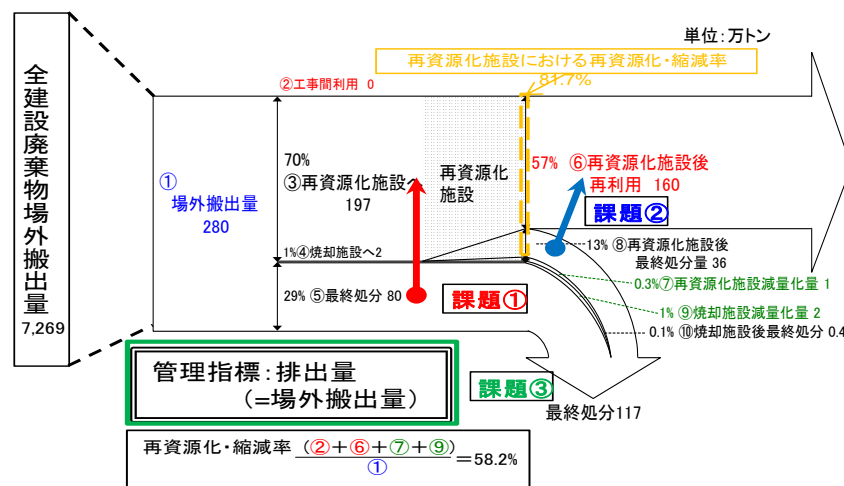 単位:万トン
再資源化施設における再資源化・縮減率
81.7%
全建設廃棄物場外搬出量
7,269
②工事間利用 0
①
場外搬出量
280
70%
③再資源化施設へ
197
再資源化
施設
57% ⑥再資源化施設後
再利用 160
課題②
1%④焼却施設へ2
13% ⑧再資源化施設後
最終処分量 36
0.3%⑦再資源化施設減量化量 1
29% ⑤最終処分 80
課題①
1% ⑨焼却施設減量化量 2
0.1% ⑩焼却施設後最終処分 0.4
管理指標:排出量
(=場外搬出量)
課題③
最終処分117
再資源化・縮減率 (②+⑥+⑦+⑨)
=58.2%
①